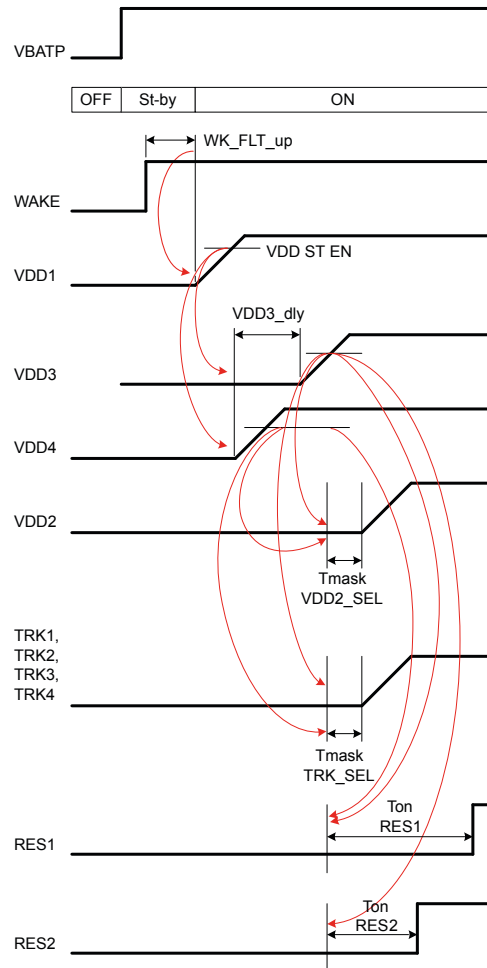 VBATP
OFF St-by ON
WK_FLT_up
WAKE
VDD ST EN
VDD1
VDD3_dly
VDD3
VDD4
VDD2
Tmask
VDD2_SEL
TRK1,
TRK2,
TRK3,
TRK4
Tmask
TRK_SEL
Ton
RES1
RES1
Ton
RES2
RES2